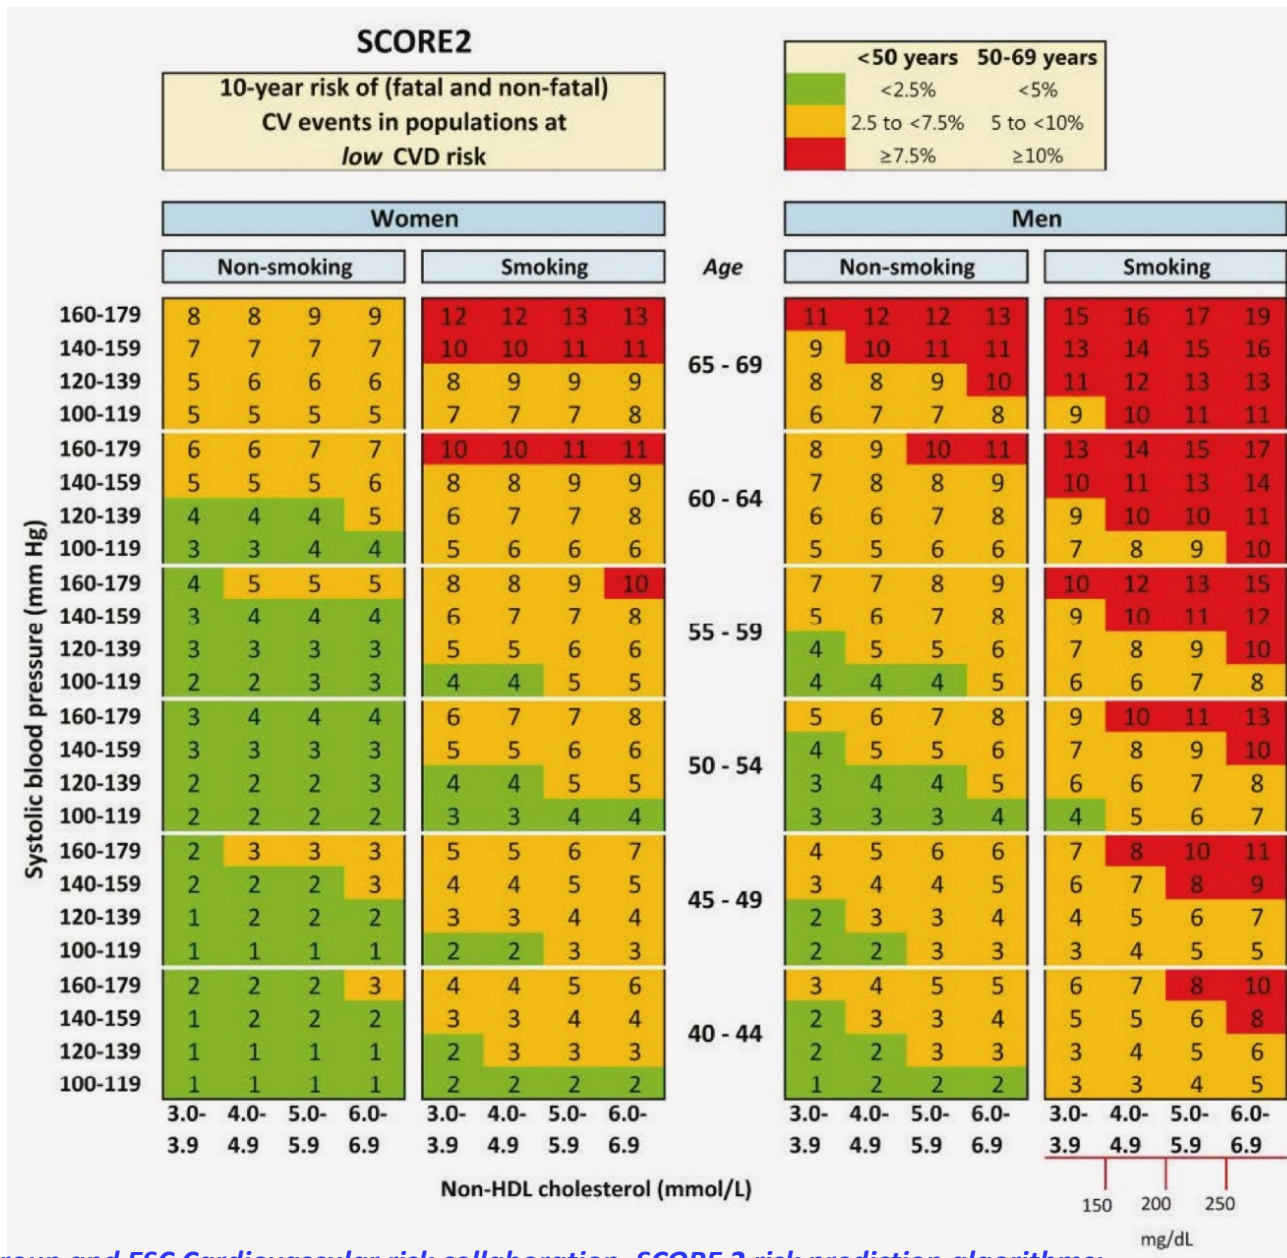 SCORE2
10-year risk of (fatal and non-fatal)
CV events in populations at
low CVD risk
<50 years 50-69 years
<2.5% <5%
2.5 to <7.5% 5 to <10%
≥7.5% ≥10%
Women Men
Non-smoking Smoking Age Non-smoking Smoking
Systolic blood pressure (mm Hg)
160-179 8 8 9 9 12 12 13 13 11 12 12 13 15 16 17 19
140-159 7 7 7 7 10 10 11 11 9 10 11 11 13 14 15 16
65 - 69
120-139 5 6 6 6 8 9 9 9 8 8 9 10 11 12 13 13
100-119 5 5 5 5 7 7 7 8 6 7 7 8 9 10 11 11
160-179 6 6 7 7 10 10 11 11 8 9 10 11 13 14 15 17
140-159 5 5 5 6 8 8 9 9 7 8 8 9 10 11 13 14
60 - 64
120-139 4 4 4 5 6 7 7 8 6 6 7 8 9 10 10 11
100-119 3 3 4 4 5 6 6 6 5 5 6 6 7 8 9 10
160-179 4 5 5 5 8 8 9 10 7 7 8 9 10 12 13 15
140-159 3 4 4 4 6 7 7 8 5 6 7 8 9 10 11 12
55 - 59
120-139 3 3 3 3 5 5 6 6 4 5 5 6 7 8 9 10
100-119 2 2 3 3 4 4 5 5 4 4 4 5 6 6 7 8
160-179 3 4 4 4 6 7 7 8 5 6 7 8 9 10 11 13
140-159 3 3 3 3 5 5 6 6 4 5 5 6 7 8 9 10
50 - 54
120-139 2 2 2 3 4 4 5 5 3 4 4 5 6 6 7 8
100-119 2 2 2 2 3 3 4 4 3 3 3 4 4 5 6 7
160-179 2 3 3 3 5 5 6 7 4 5 6 6 7 8 10 11
140-159 2 2 2 3 4 4 5 5 3 4 4 5 6 7 8 9
45 - 49
120-139 1 2 2 2 3 3 4 4 2 3 3 4 4 5 6 7
100-119 1 1 1 1 2 2 3 3 2 2 3 3 3 4 5 5
160-179 2 2 2 3 4 4 5 6 3 4 5 5 6 7 8 10
140-159 1 2 2 2 3 3 4 4 2 3 3 4 5 5 6 8
40 - 44
120-139 1 1 1 1 2 3 3 3 2 2 3 3 3 4 5 6
100-119 1 1 1 1 2 2 2 2 1 2 2 2 3 3 4 5
3.0- 4.0- 5.0- 6.0- 3.0- 4.0- 5.0- 6.0- 3.0- 4.0- 5.0- 6.0- 3.0- 4.0- 5.0- 6.0-
3.9 4.9 5.9 6.9 3.9 4.9 5.9 6.9 3.9 4.9 5.9 6.9 3.9 4.9 5.9 6.9
Non-HDL cholesterol (mmol/L)
150 200 250
mg/dL
and ESC Cardiovascular risk collaboration. SCORE 2 risk prediction algorithms: